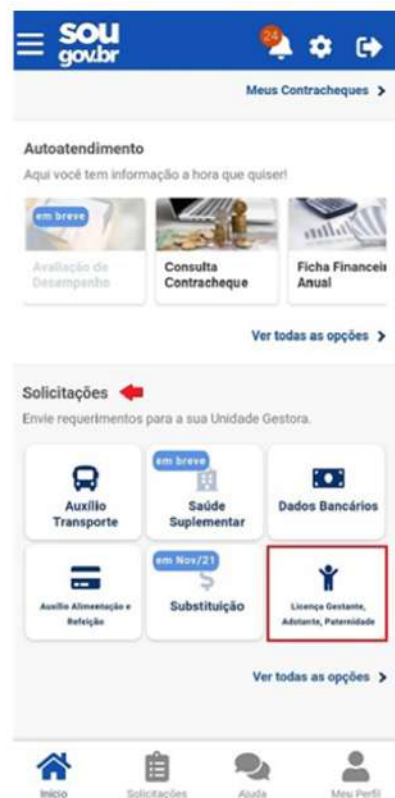 sou
gov.br
24
Meus Contracheques
Autoatendimento
Aqui você tem informação a hora que quiser!
em breve
Avaliação de
Desempenho
Consulta
Contracheque
Ficha Financeir
Anual
Ver todas as opções
Solicitações
Envie requerimentos para a sua Unidade Gestora.
Auxílio
Transporte
em breve
Saúde
Suplementar
Dados Bancários
Auxílio Alimentação e
Refeição
em Nov/21
Substituição
Licença Gestante,
Adotante, Paternidade
Ver todas as opções
Início
Solicitações
Ajuda
Meu Perfil